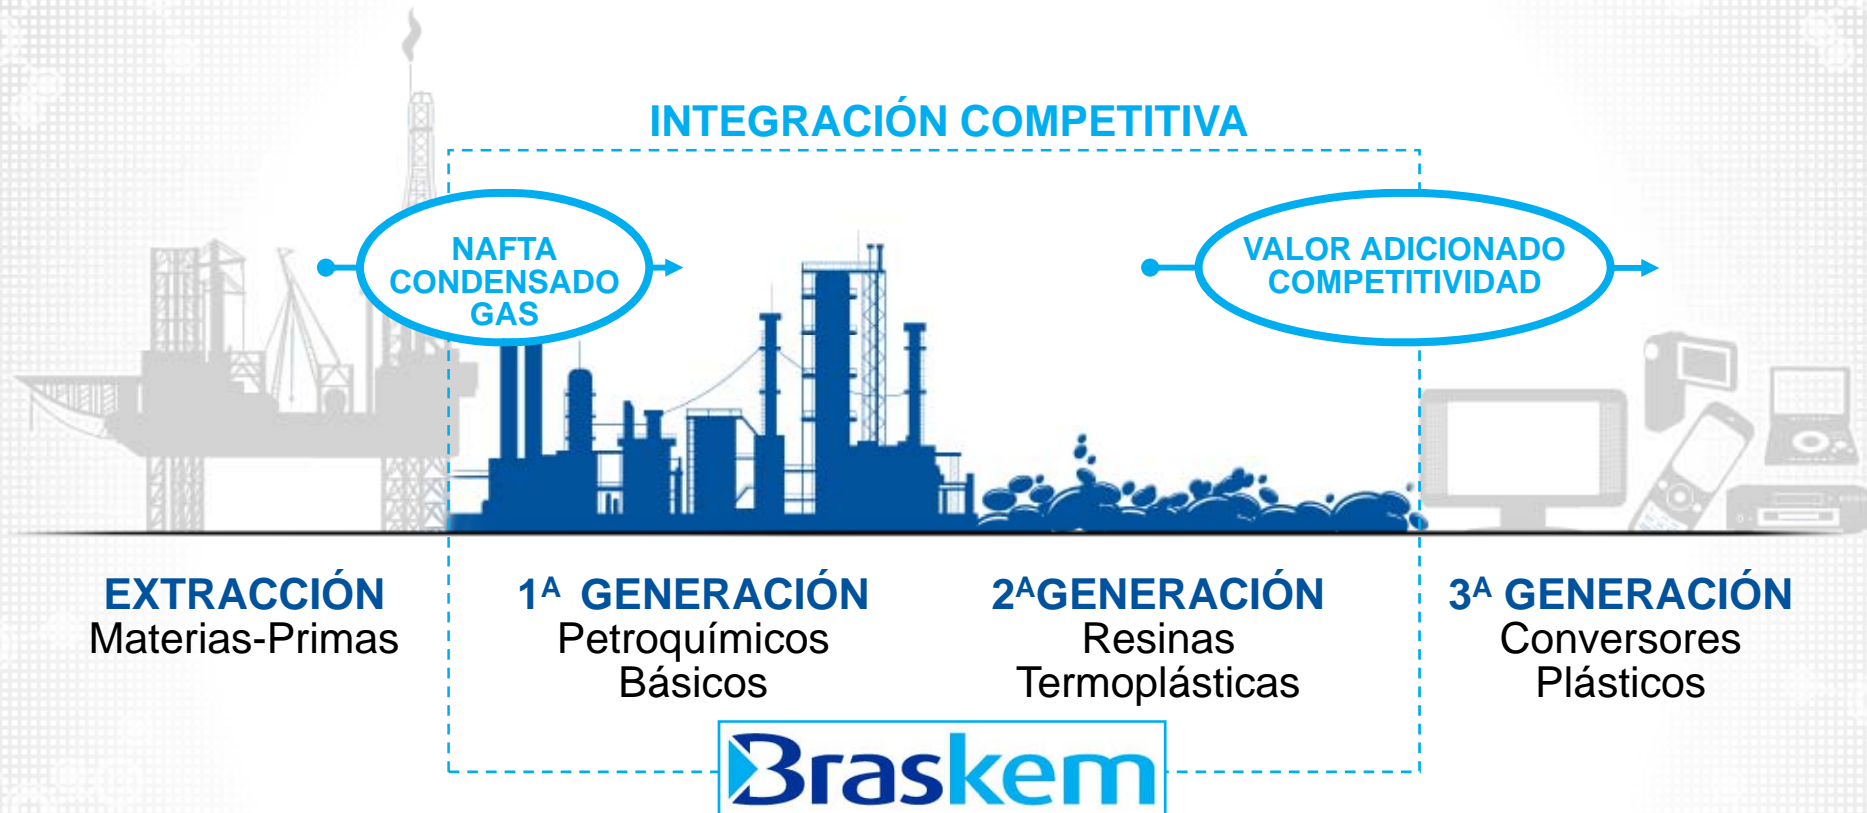 INTEGRACIÓN COMPETITIVA
NAFTA
CONDENSADO
GAS
VALOR ADICIONADO
COMPETITIVIDAD
EXTRACCIÓN
Materias-Primas
1ᴬ GENERACIÓN
Petroquímicos
Básicos
2ᴬGENERACIÓN
Resinas
Termoplásticas
3ᴬ GENERACIÓN
Conversores
Plásticos
Braskem